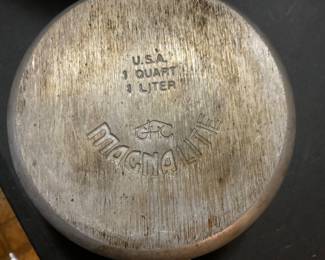 U.S.A.
1 QUART
1 LITER
GHC
MAGNALITE